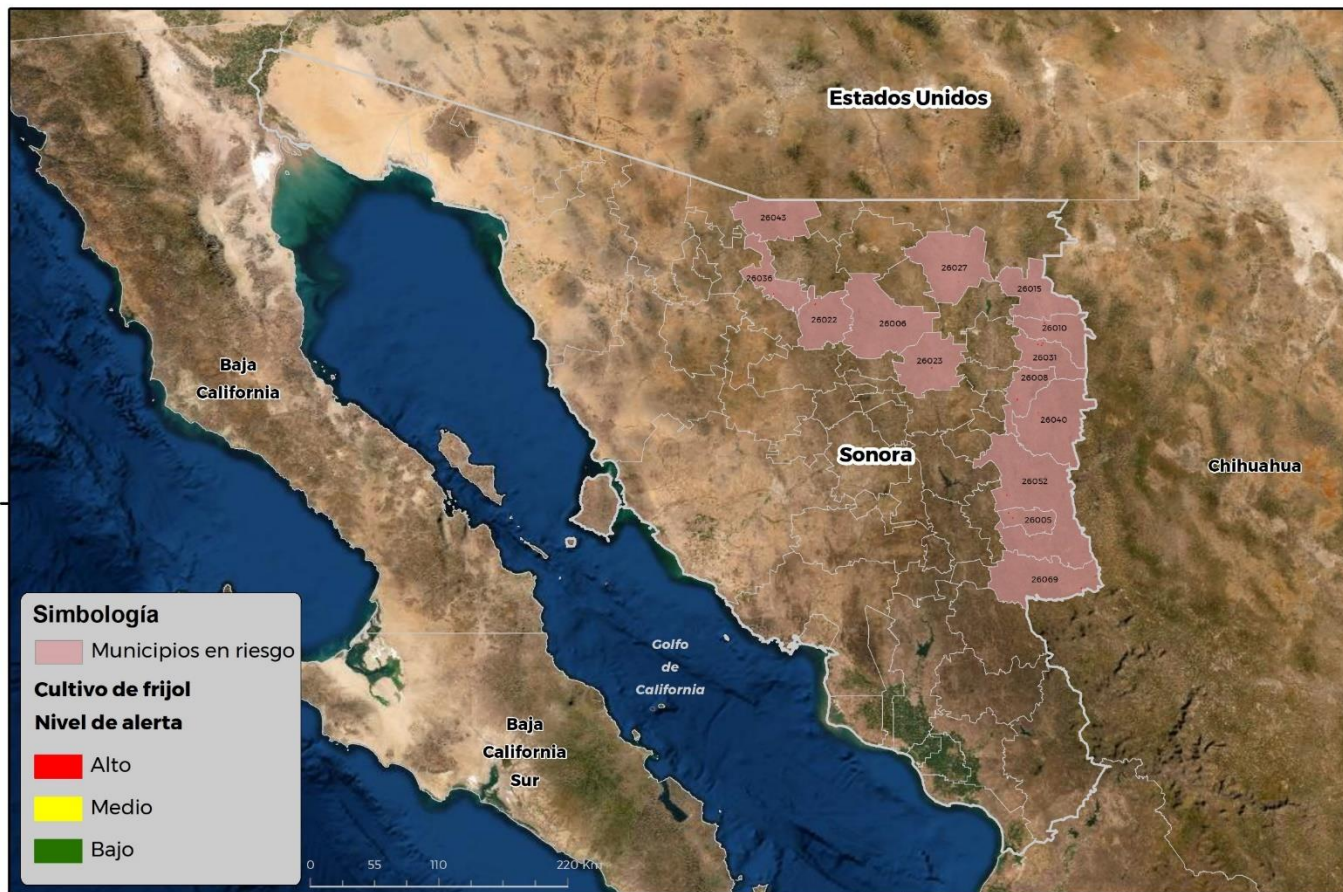 Estados Unidos
26043
26027
26036
26015
26022
26006
26010
26023
26031
26008
26040
Baja
California
Sonora
Chihuahua
26052
26005
26069
Golfo
de
California
Baja
California
Sur
Simbología
Municipios en riesgo
Cultivo de frijol
Nivel de alerta
Alto
Medio
Bajo
0 55 110 220 Km